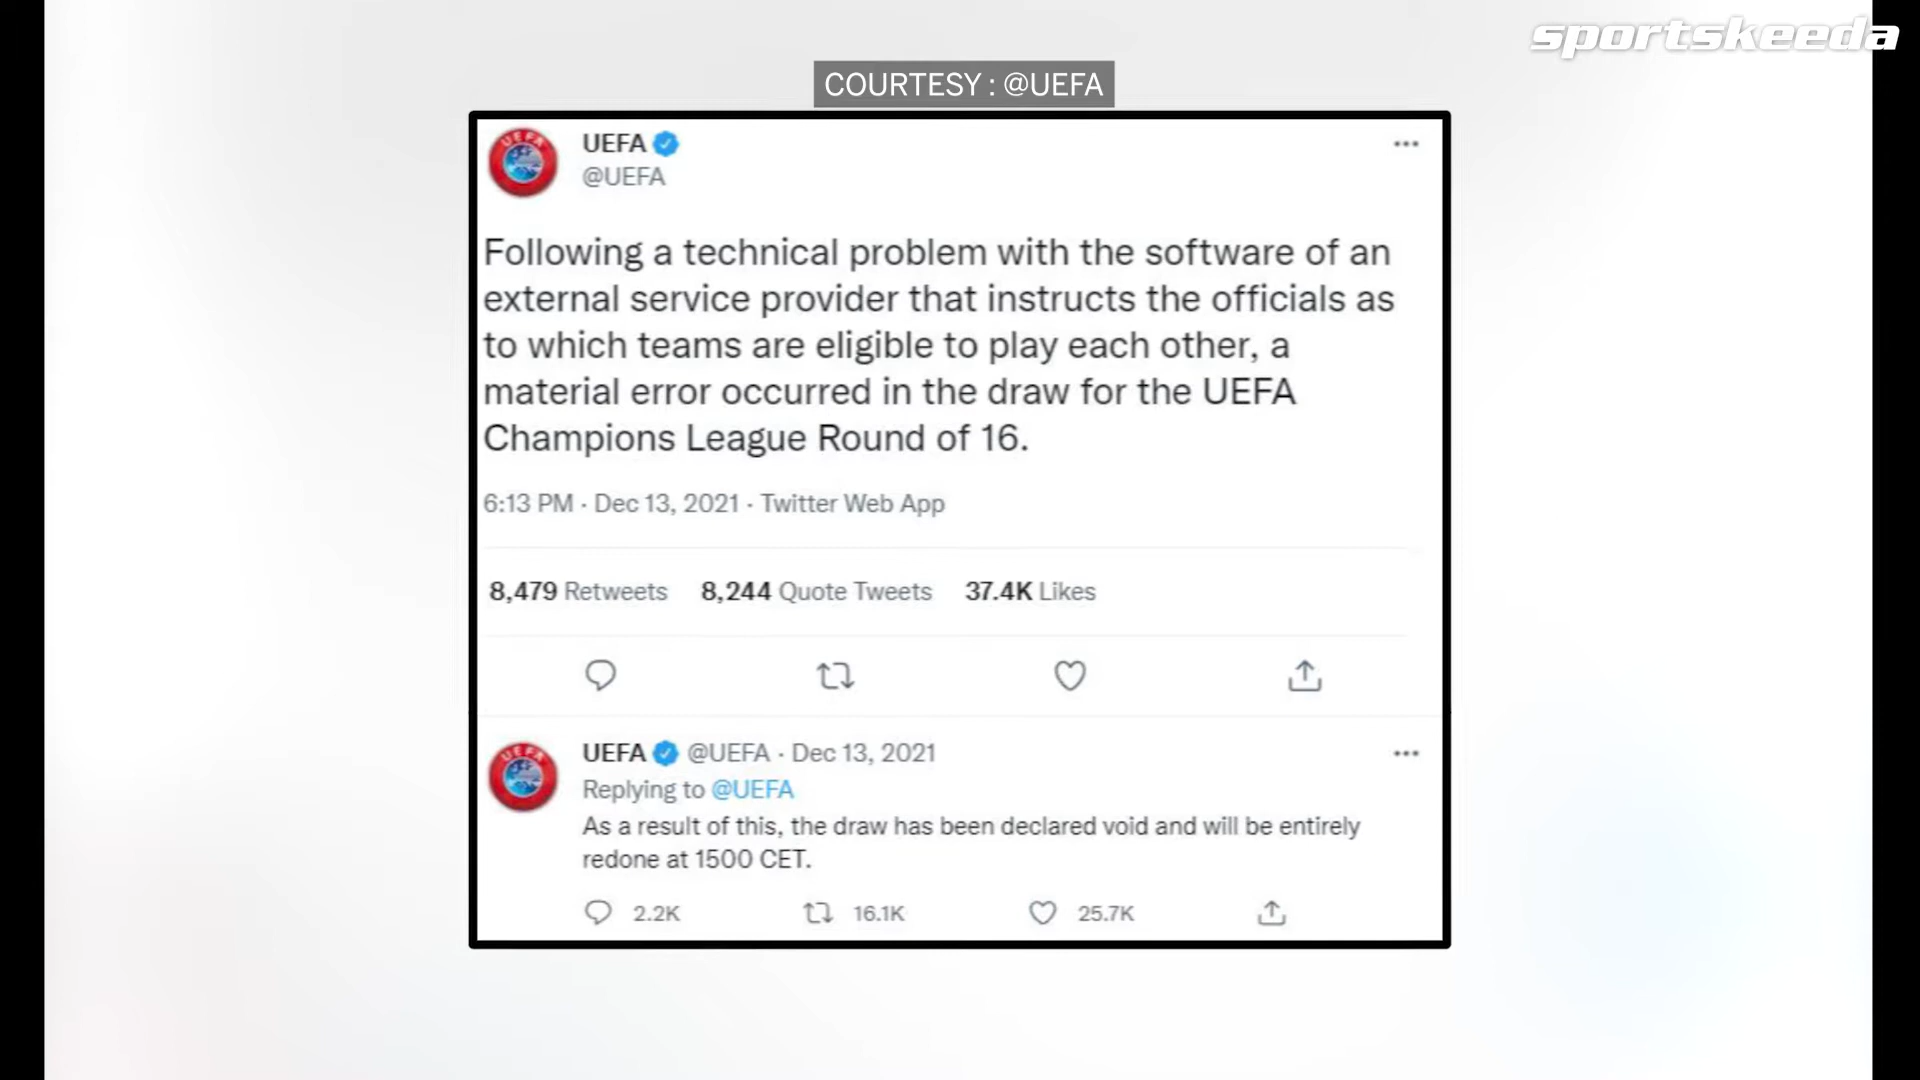 sportskeeda
COURTESY : @UEFA
UEFA
@UEFA
Following a technical problem with the software of an
external service provider that instructs the officials as
to which teams are eligible to play each other, a
material error occurred in the draw for the UEFA
Champions League Round of 16.
6:13 PM · Dec 13, 2021 · Twitter Web App
8,479 Retweets 8,244 Quote Tweets 37.4K Likes
UEFA @UEFA · Dec 13, 2021
Replying to @UEFA
As a result of this, the draw has been declared void and will be entirely
redone at 1500 CET.
2.2K 16.1K 25.7K